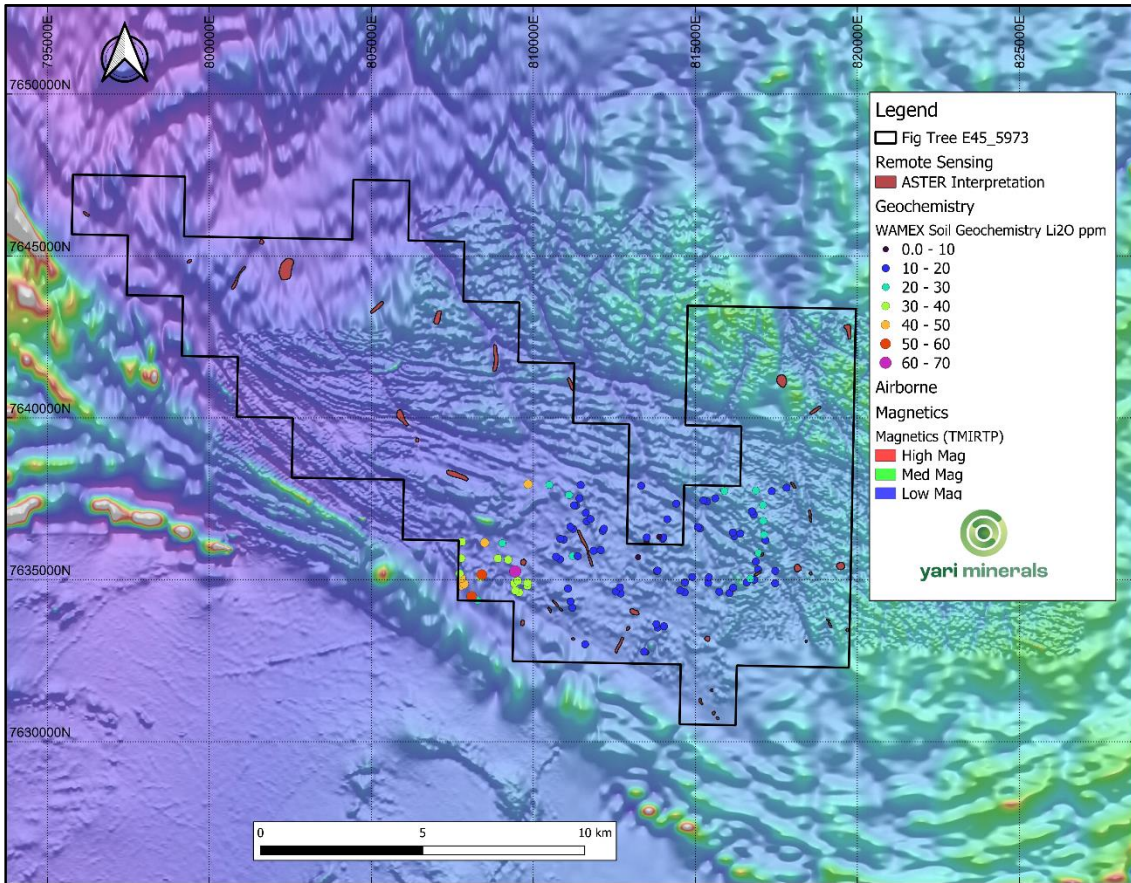 795000E
800000E
805000E
810000E
815000E
820000E
825000E
7650000N
7645000N
7640000N
7635000N
7630000N
Legend
Fig Tree E45_5973
Remote Sensing
ASTER Interpretation
Geochemistry
WAMEX Soil Geochemistry Li2O ppm
0.0 - 10
10 - 20
20 - 30
30 - 40
40 - 50
50 - 60
60 - 70
Airborne
Magnetics
Magnetics (TMIRTP)
High Mag
Med Mag
Low Mag
yari minerals
0 5 10 km